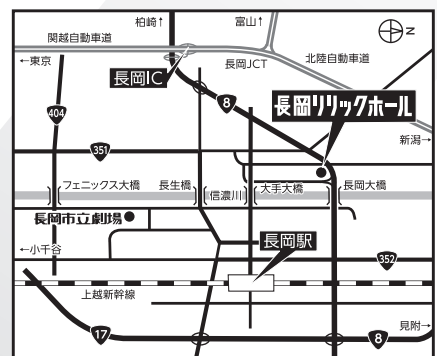 柏崎↑
富山↑
関越自動車道
N
←東京
長岡IC
長岡JCT
北陸自動車道
8
長岡リリックホール
404
351
新潟→
フェニックス大橋
長生橋
信濃川
大手大橋
長岡大橋
長岡市立劇場
←小千谷
長岡駅
352
上越新幹線
17
8
見附→